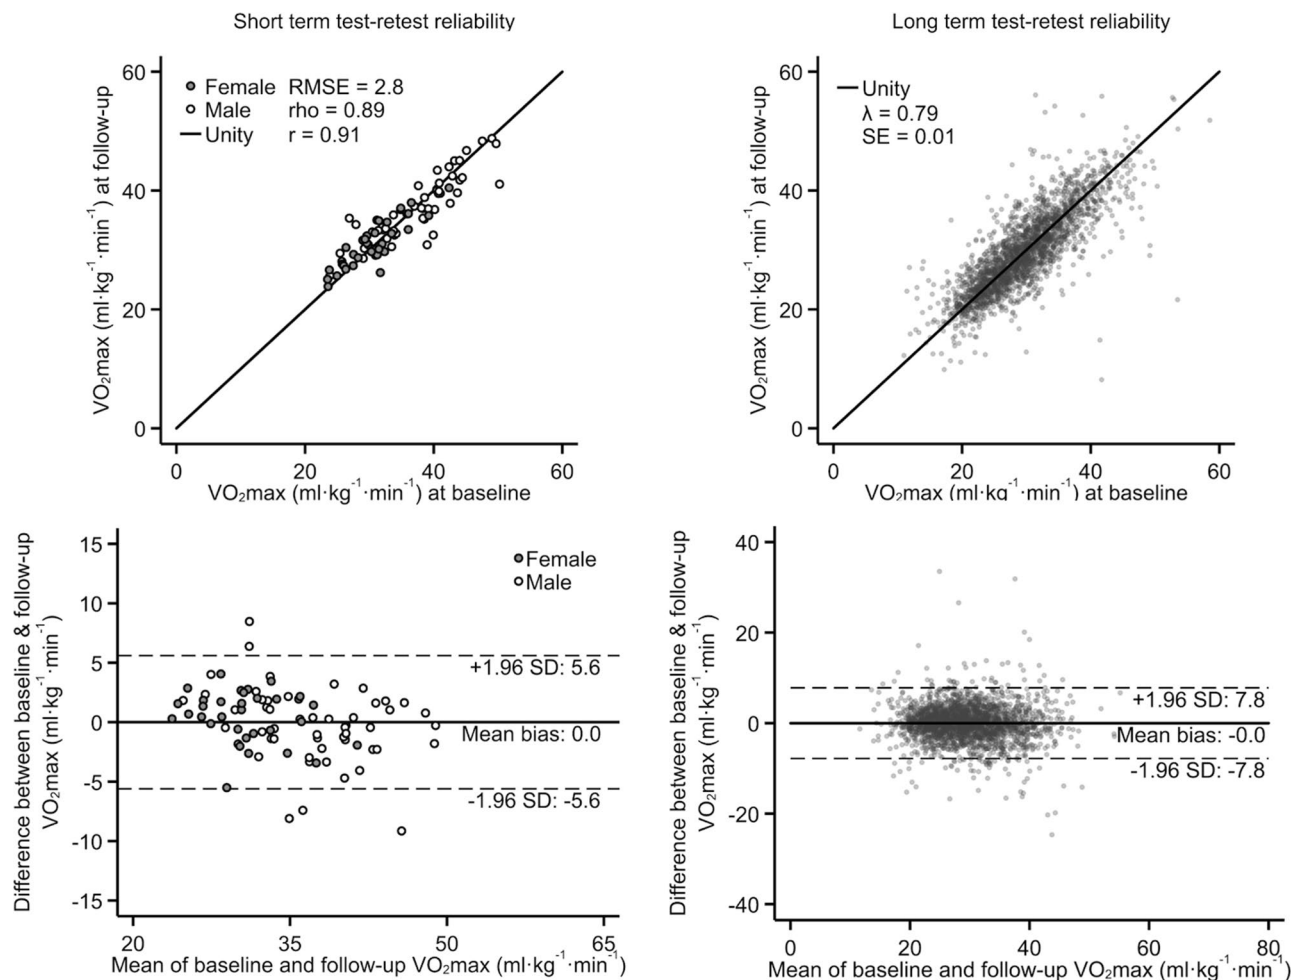 Short term test-retest reliability
60
40
20
0
VO₂max (ml·kg⁻¹·min⁻¹) at follow-up
Female RMSE = 2.8
Male rho = 0.89
Unity r = 0.91
0 20 40 60
VO₂max (ml·kg⁻¹·min⁻¹) at baseline
Long term test-retest reliability
60
40
20
0
VO₂max (ml·kg⁻¹·min⁻¹) at follow-up
Unity
λ = 0.79
SE = 0.01
0 20 40 60
VO₂max (ml·kg⁻¹·min⁻¹) at baseline
15
10
5
0
-5
-10
-15
Difference between baseline & follow-up
VO₂max (ml·kg⁻¹·min⁻¹)
Female
Male
+1.96 SD: 5.6
Mean bias: 0.0
-1.96 SD: -5.6
20 35 50 65
Mean of baseline and follow-up VO₂max (ml·kg⁻¹·min⁻¹)
40
20
0
-20
-40
Difference between baseline & follow-up
VO₂max (ml·kg⁻¹·min⁻¹)
+1.96 SD: 7.8
Mean bias: -0.0
-1.96 SD: -7.8
0 20 40 60 80
Mean of baseline and follow-up VO₂max (ml·kg⁻¹·min⁻¹)